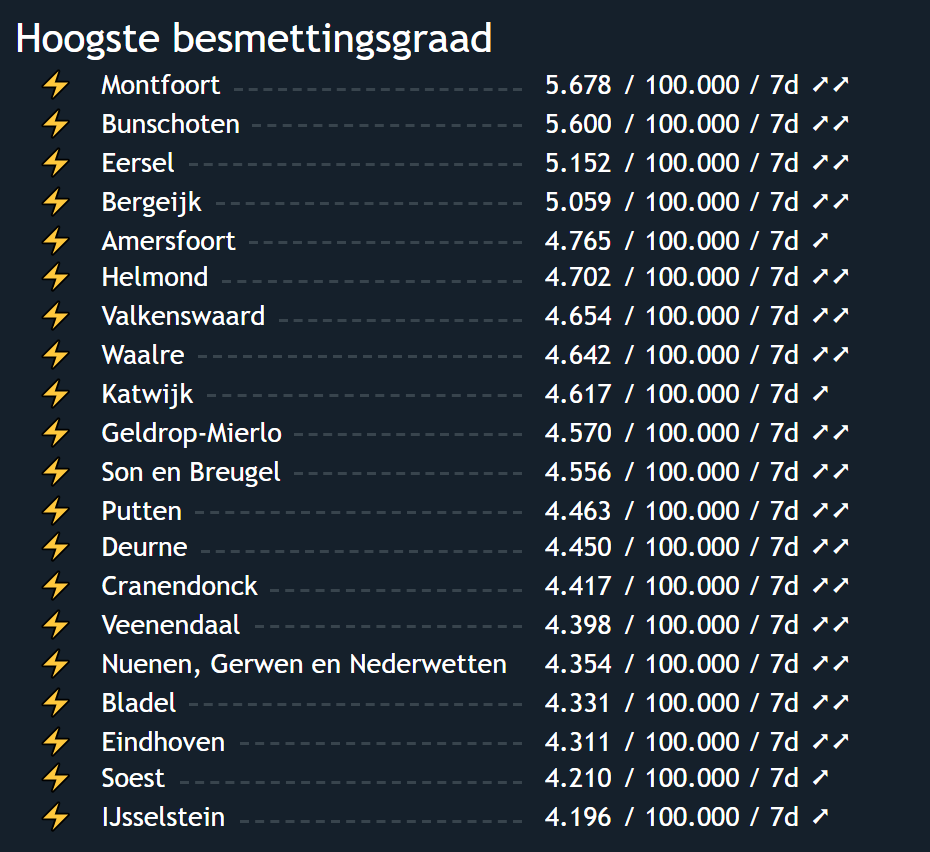 Hoogste besmettingsgraad
⚡ Montfoort 5.678 / 100.000 / 7d ➚➚
⚡ Bunschoten 5.600 / 100.000 / 7d ➚➚
⚡ Eersel 5.152 / 100.000 / 7d ➚➚
⚡ Bergeijk 5.059 / 100.000 / 7d ➚➚
⚡ Amersfoort 4.765 / 100.000 / 7d ➚
⚡ Helmond 4.702 / 100.000 / 7d ➚➚
⚡ Valkenswaard 4.654 / 100.000 / 7d ➚➚
⚡ Waalre 4.642 / 100.000 / 7d ➚➚
⚡ Katwijk 4.617 / 100.000 / 7d ➚
⚡ Geldrop-Mierlo 4.570 / 100.000 / 7d ➚➚
⚡ Son en Breugel 4.556 / 100.000 / 7d ➚➚
⚡ Putten 4.463 / 100.000 / 7d ➚➚
⚡ Deurne 4.450 / 100.000 / 7d ➚➚
⚡ Cranendonck 4.417 / 100.000 / 7d ➚➚
⚡ Veenendaal 4.398 / 100.000 / 7d ➚➚
⚡ Nuenen, Gerwen en Nederwetten 4.354 / 100.000 / 7d ➚➚
⚡ Bladel 4.331 / 100.000 / 7d ➚➚
⚡ Eindhoven 4.311 / 100.000 / 7d ➚➚
⚡ Soest 4.210 / 100.000 / 7d ➚
⚡ IJsselstein 4.196 / 100.000 / 7d ➚